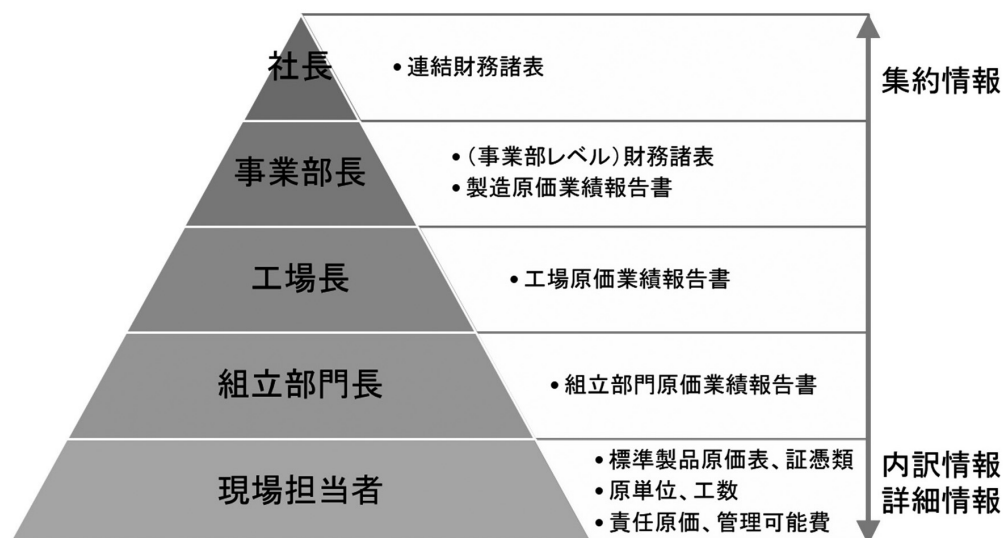 社長
• 連結財務諸表
集約情報
事業部長
• （事業部レベル）財務諸表
• 製造原価業績報告書
工場長
• 工場原価業績報告書
組立部門長
• 組立部門原価業績報告書
現場担当者
• 標準製品原価表、証憑類
• 原単位、工数
• 責任原価、管理可能費
内訳情報
詳細情報